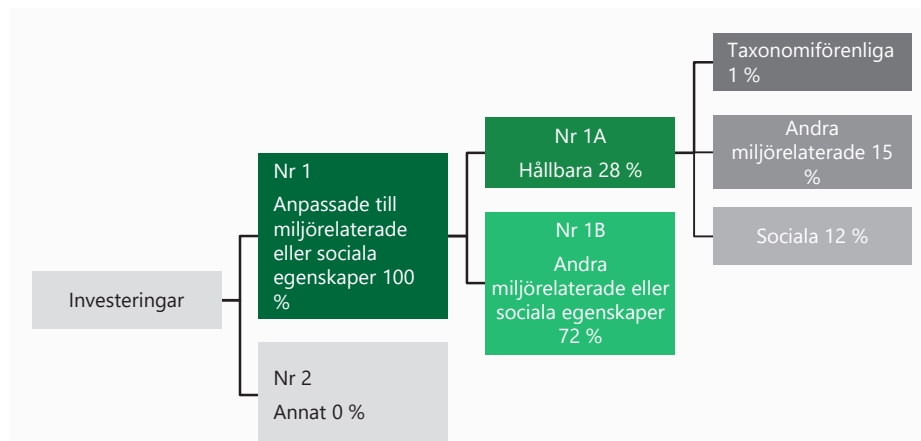 Investeringar
Nr 1
Anpassade till
miljörelaterade
eller sociala
egenskaper 100
%
Nr 2
Annat 0 %
Nr 1A
Hållbara 28 %
Nr 1B
Andra
miljörelaterade eller
sociala egenskaper
72 %
Taxonomiförenliga
1 %
Andra
miljörelaterade 15
%
Sociala 12 %